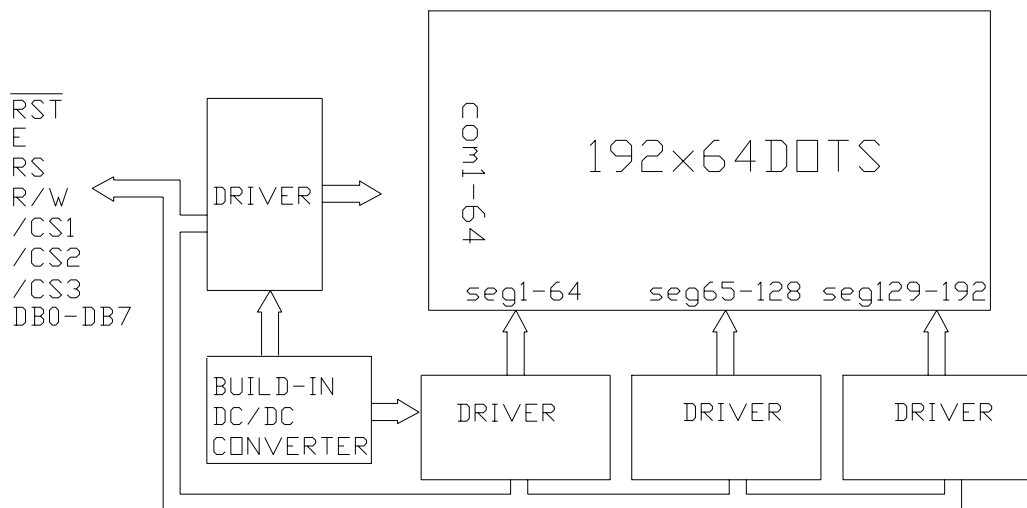 RST
E
RS
R/W
/CS1
/CS2
/CS3
DB0-DB7
DRIVER
com1-64
192x64DOTS
seg1-64
seg65-128
seg129-192
BUILD-IN
DC/DC
CONVERTER
DRIVER
DRIVER
DRIVER